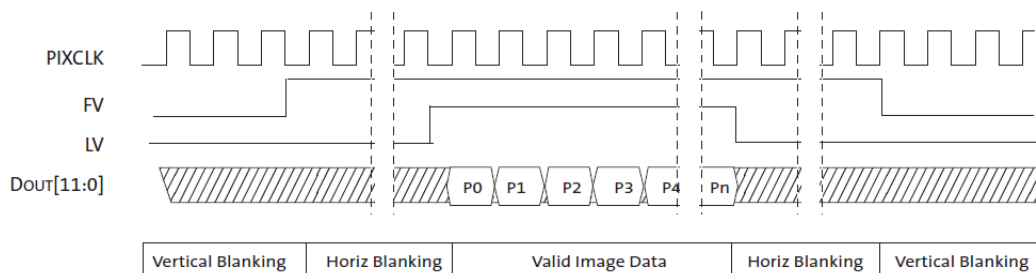 PIXCLK
FV
LV
DOUT[11:0]
P0 P1 P2 P3 P4 Pn
Vertical Blanking Horiz Blanking Valid Image Data Horiz Blanking Vertical Blanking